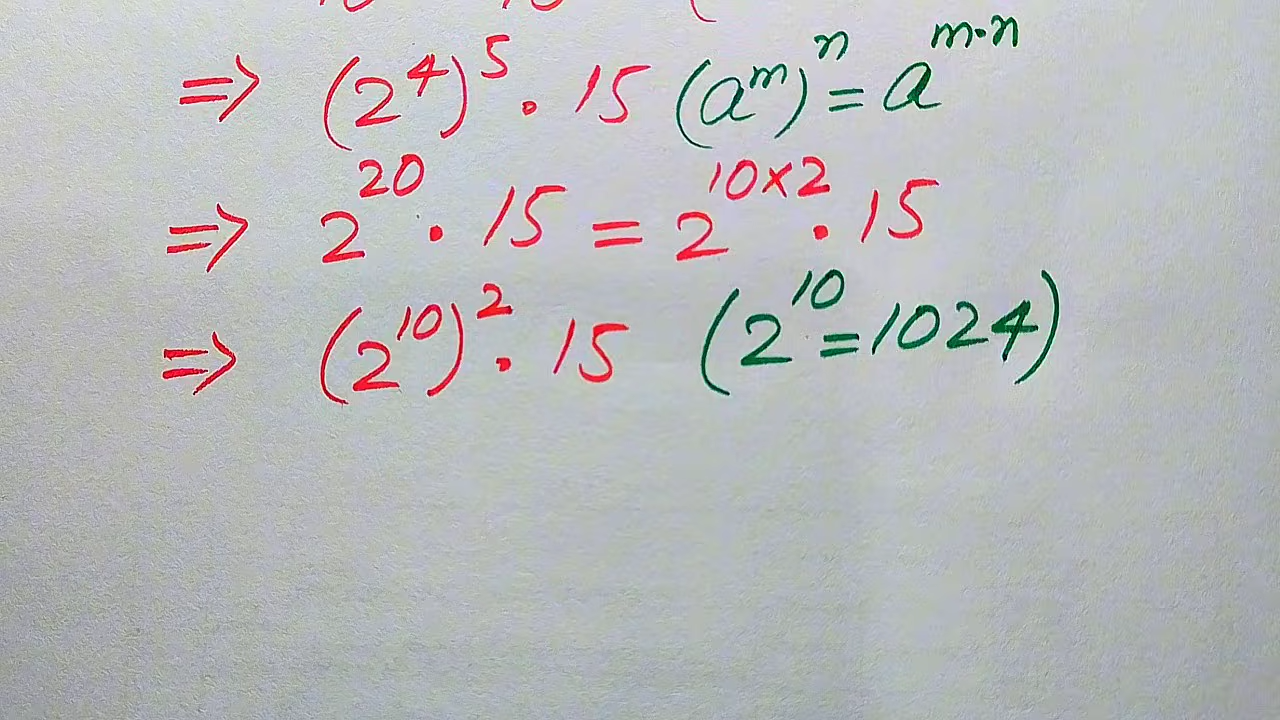 ⇒ (2⁴)⁵ · 15 (aᵐ)ⁿ = aᵐ·ⁿ
⇒ 2²⁰ · 15 = 2¹⁰ˣ² · 15
⇒ (2¹⁰)² · 15 (2¹⁰ = 1024)